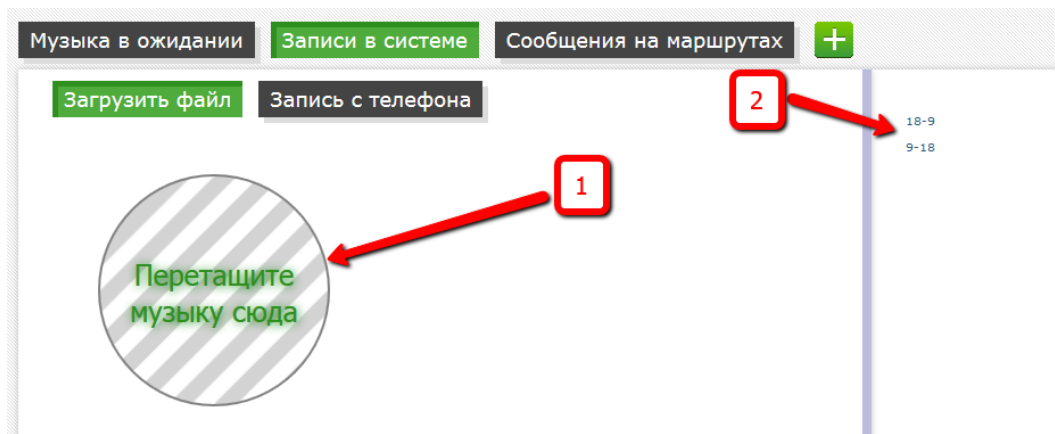 Музыка в ожидании Записи в системе Сообщения на маршрутах +
Загрузить файл Запись с телефона
2
18-9
9-18
1
Перетащите
музыку сюда